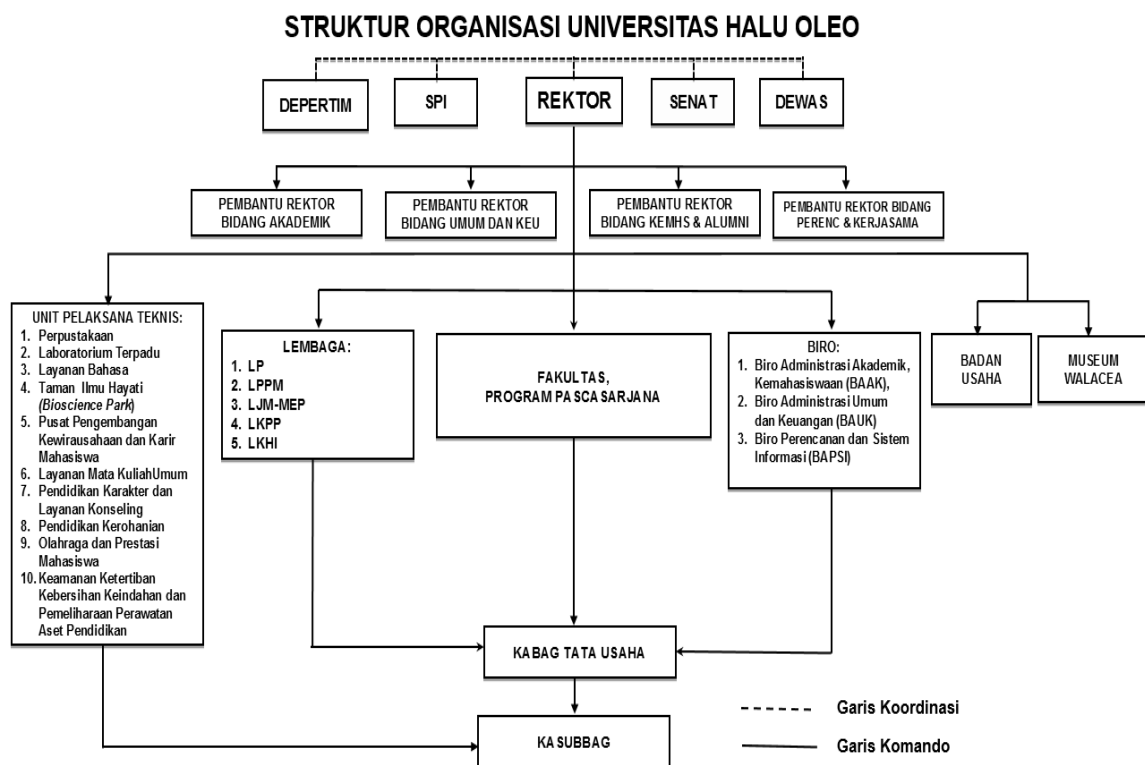 STRUKTUR ORGANISASI UNIVERSITAS HALU OLEO
DEPERTIM
SPI
REKTOR
SENAT
DEWAS
PEMBANTU REKTOR
BIDANG AKADEMIK
PEMBANTU REKTOR
BIDANG UMUM DAN KEU
PEMBANTU REKTOR
BIDANG KEMHS & ALUMNI
PEMBANTU REKTOR BIDANG
PERENC & KERJASAMA
UNIT PELAKSANA TEKNIS:
1. Perpustakaan
2. Laboratorium Terpadu
3. Layanan Bahasa
4. Taman Ilmu Hayati
(Bioscience Park)
5. Pusat Pengembangan
Kewirausahaan dan Karir
Mahasiswa
6. Layanan Mata KuliahUmum
7. Pendidikan Karakter dan
Layanan Konseling
8. Pendidikan Kerohanian
9. Olahraga dan Prestasi
Mahasiswa
10. Keamanan Ketertiban
Kebersihan Keindahan dan
Pemeliharaan Perawatan
Aset Pendidikan
LEMBAGA:
1. LP
2. LPPM
3. LJM-MEP
4. LKPP
5. LKHI
FAKULTAS,
PROGRAM PASCASARJANA
BIRO:
1. Biro Administrasi Akademik,
Kemahasiswaan (BAAK),
2. Biro Administrasi Umum
dan Keuangan (BAUK)
3. Biro Perencanan dan Sistem
Informasi (BAPSI)
BADAN
USAHA
MUSEUM
WALACEA
KABAG TATA USAHA
KASUBBAG
Garis Koordinasi
Garis Komando